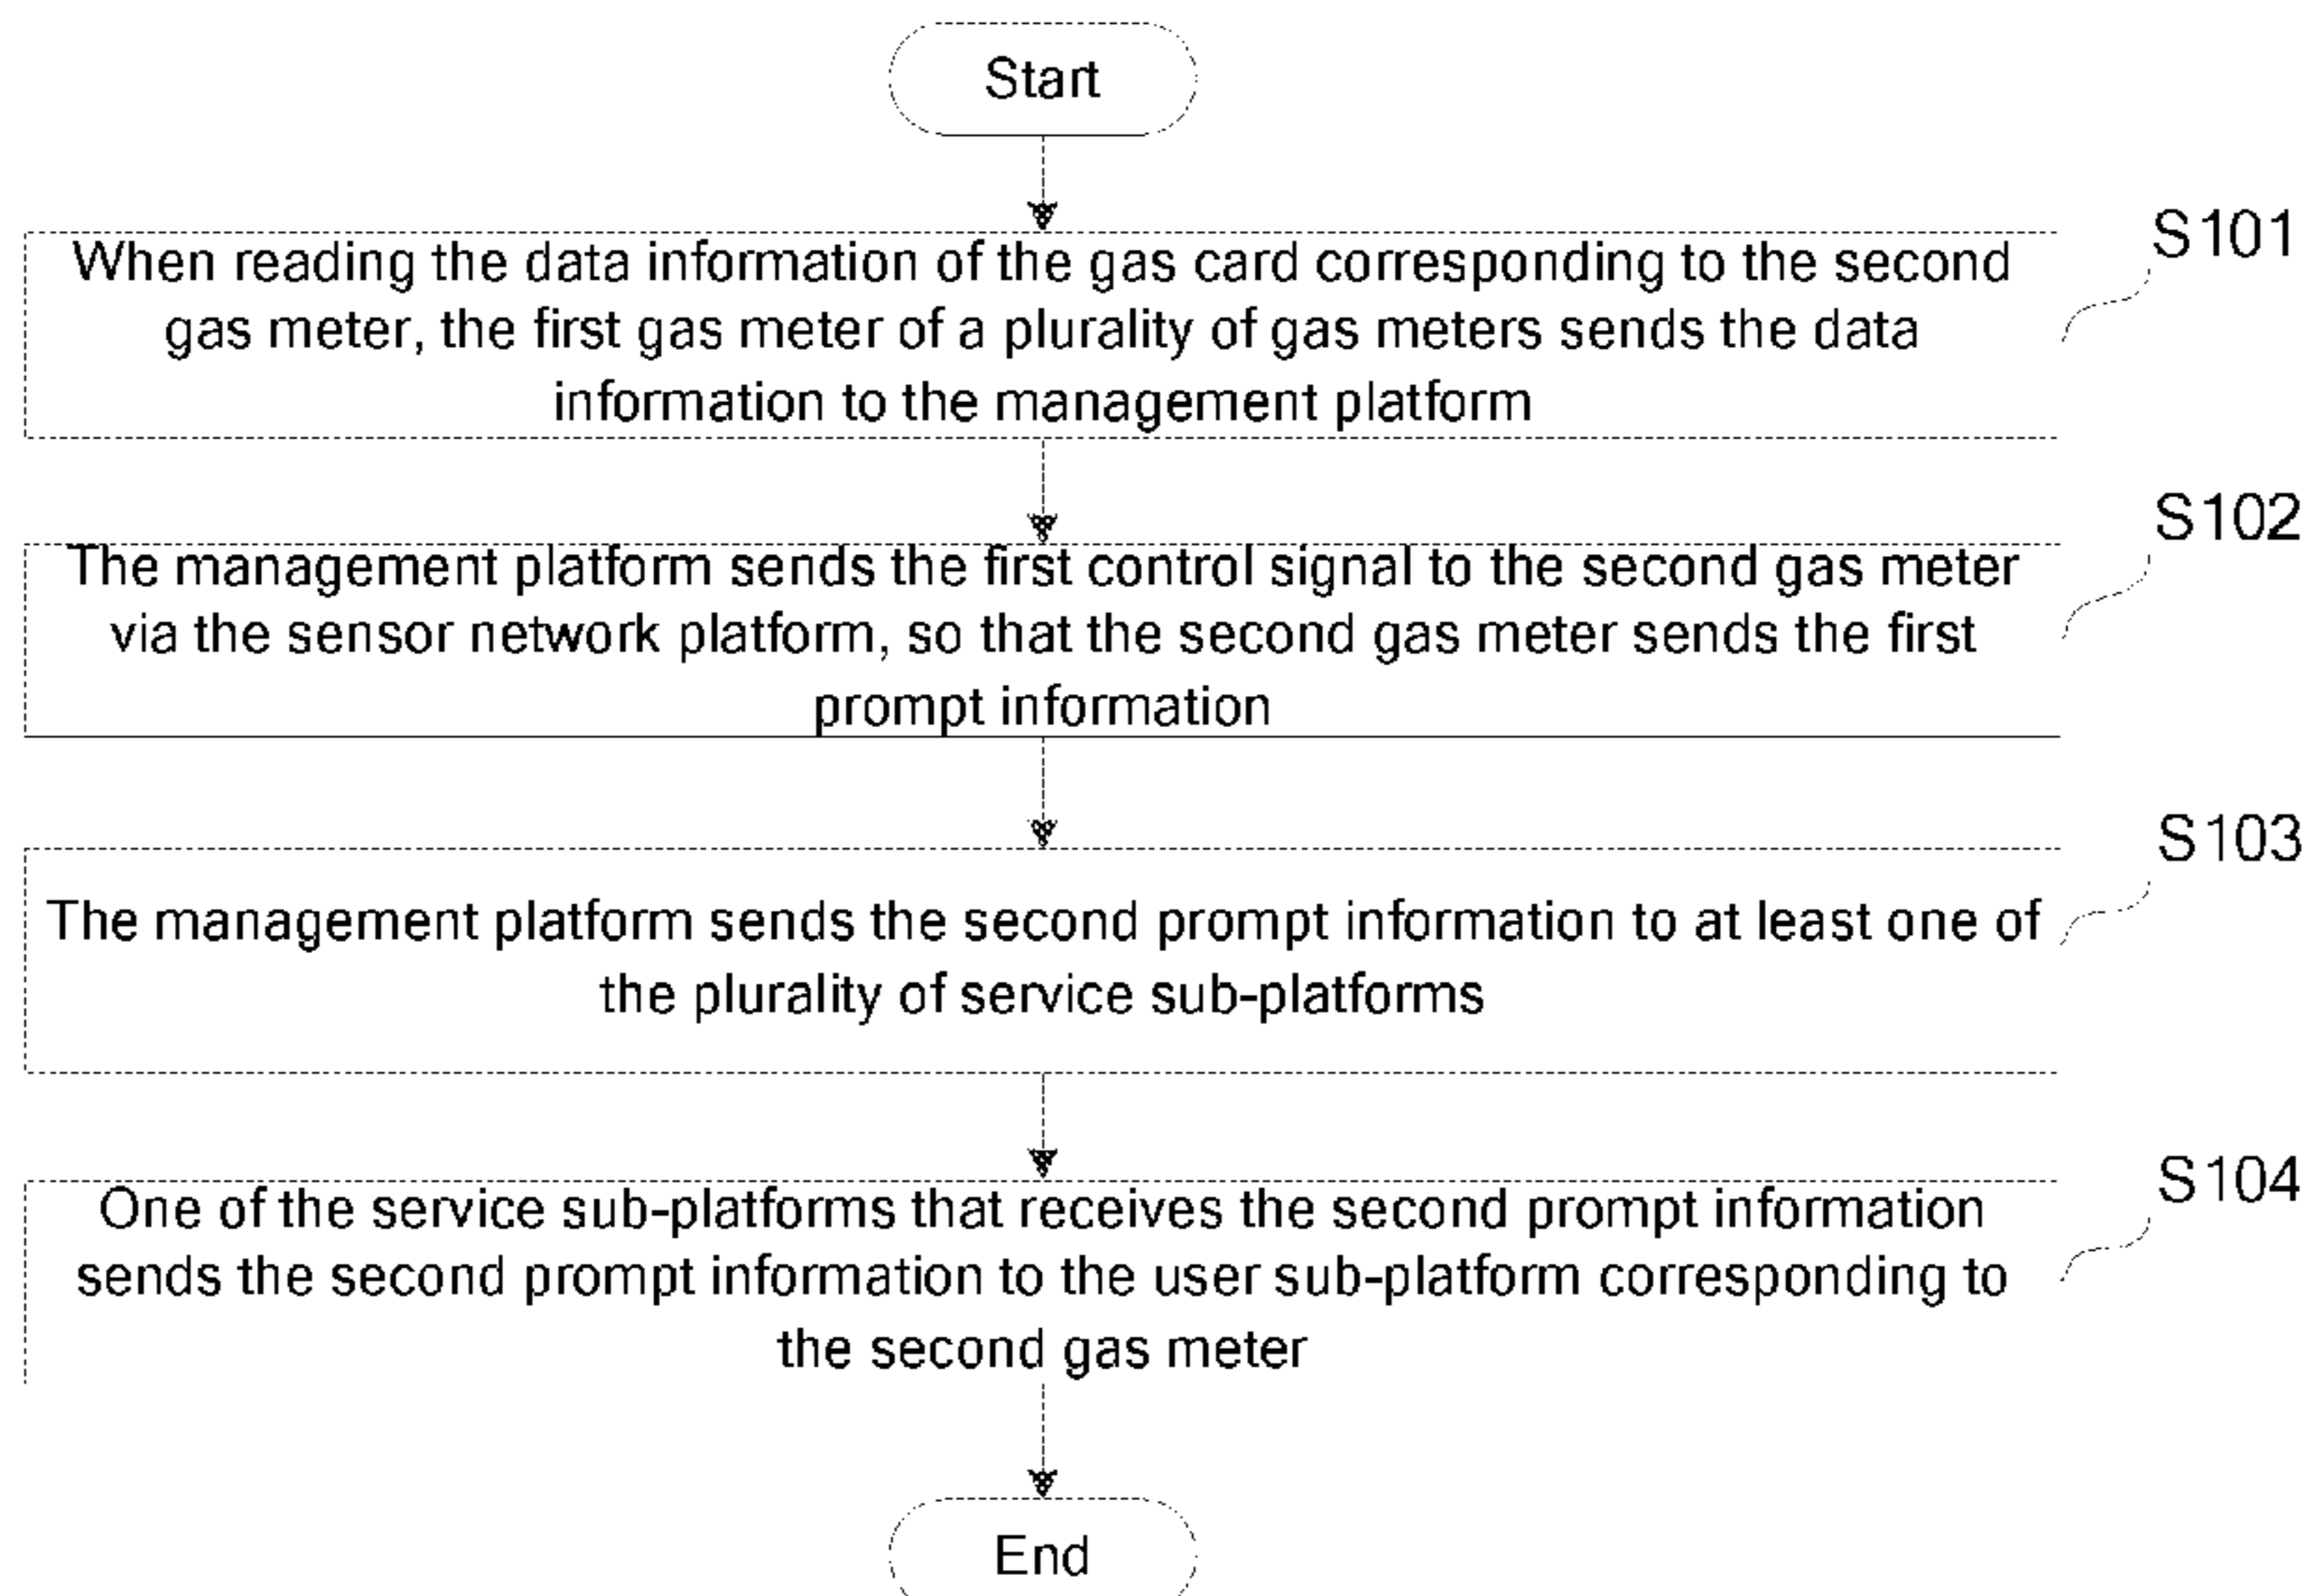 Start
S101
When reading the data information of the gas card corresponding to the second
gas meter, the first gas meter of a plurality of gas meters sends the data
information to the management platform
S102
The management platform sends the first control signal to the second gas meter
via the sensor network platform, so that the second gas meter sends the first
prompt information
S103
The management platform sends the second prompt information to at least one of
the plurality of service sub-platforms
S104
One of the service sub-platforms that receives the second prompt information
sends the second prompt information to the user sub-platform corresponding to
the second gas meter
End